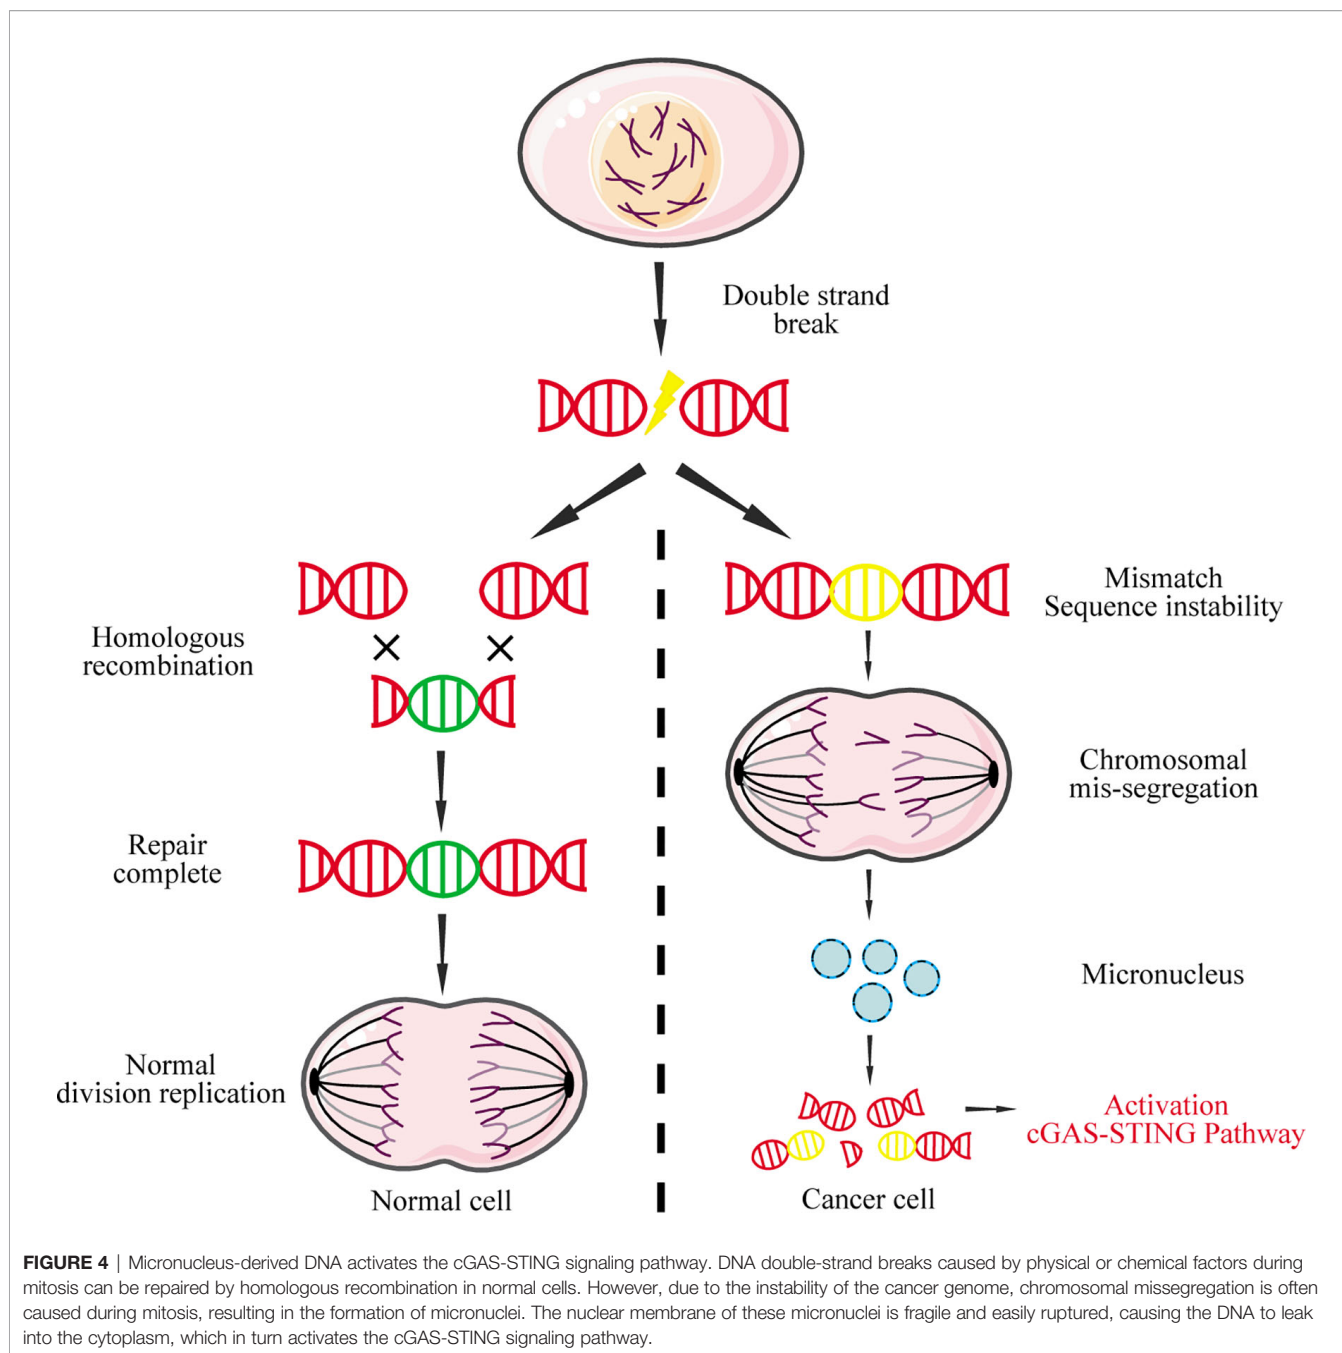 Double strand
break
Homologous
recombination
Mismatch
Sequence instability
Chromosomal
mis-segregation
Repair
complete
Micronucleus
Normal
division replication
Activation
cGAS-STING Pathway
Normal cell
Cancer cell
FIGURE 4 | Micronucleus-derived DNA activates the cGAS-STING signaling pathway. DNA double-strand breaks caused by physical or chemical factors during
mitosis can be repaired by homologous recombination in normal cells. However, due to the instability of the cancer genome, chromosomal missegregation is often
caused during mitosis, resulting in the formation of micronuclei. The nuclear membrane of these micronuclei is fragile and easily ruptured, causing the DNA to leak
into the cytoplasm, which in turn activates the cGAS-STING signaling pathway.